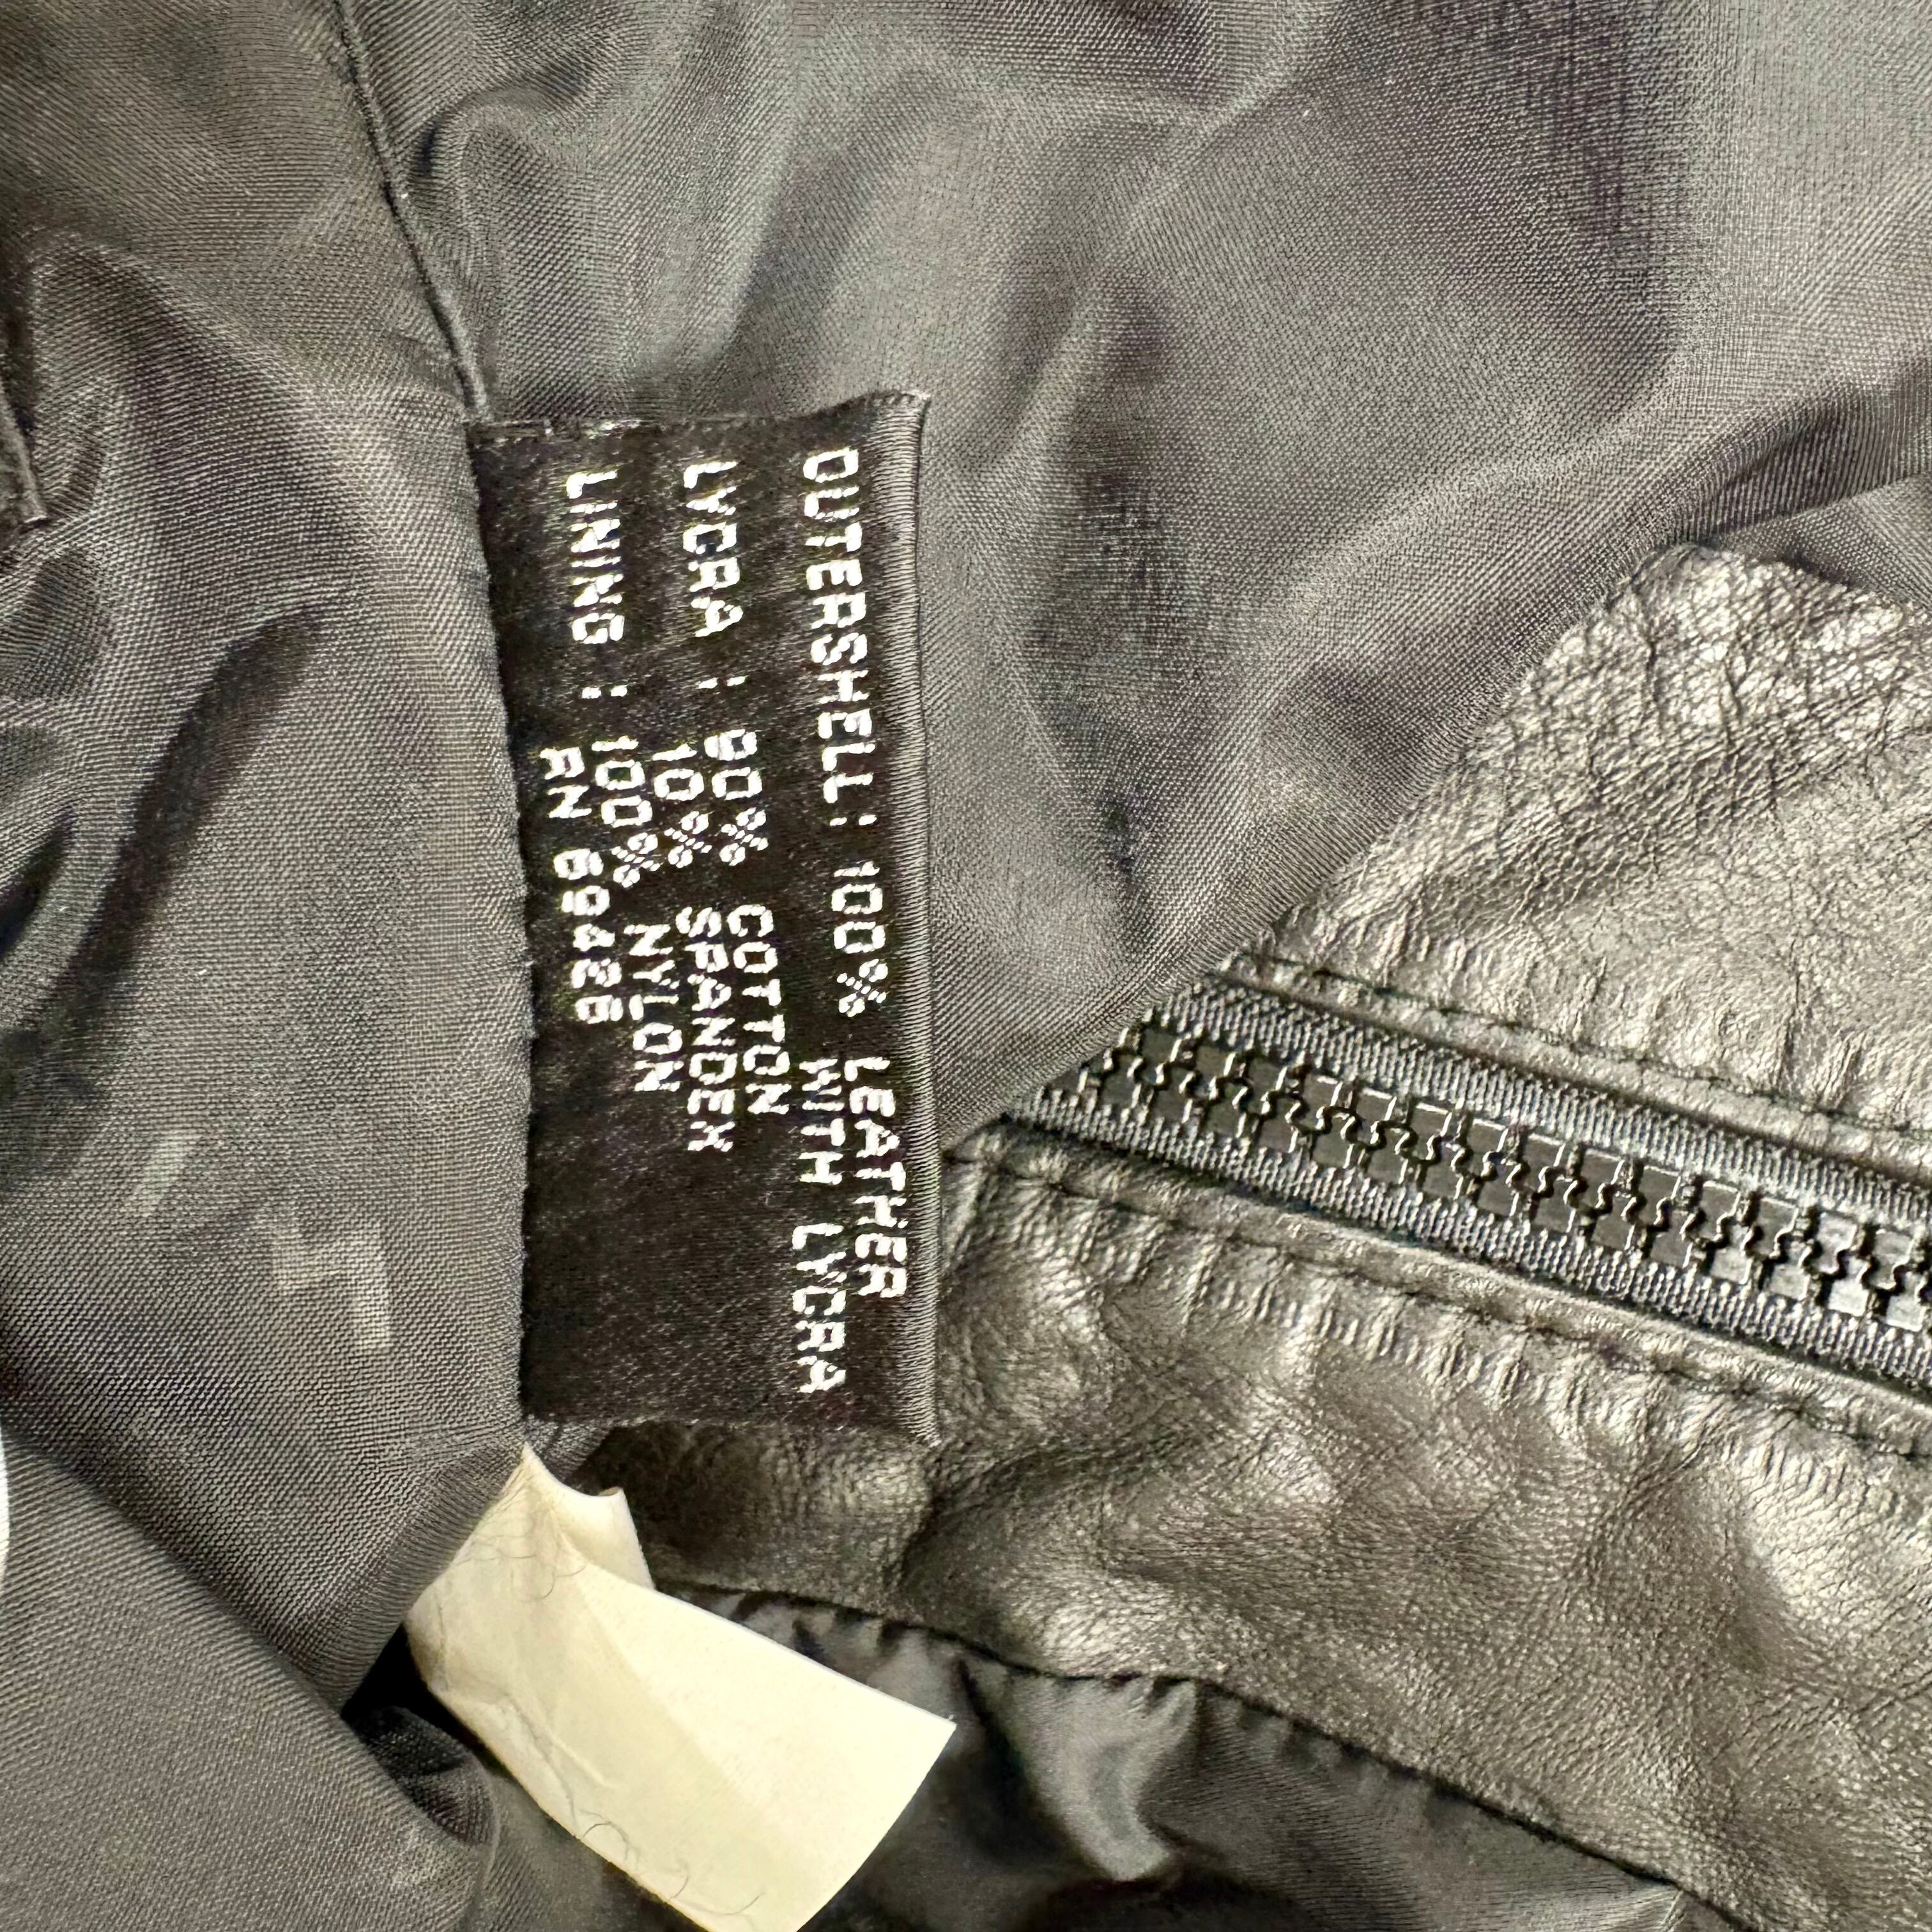 OUTERSHELL: 100% LEATHER
WITH LYCRA
LYCRA : 90% COTTON
10% SPANDEX
LINING : 100% NYLON
RN 69426